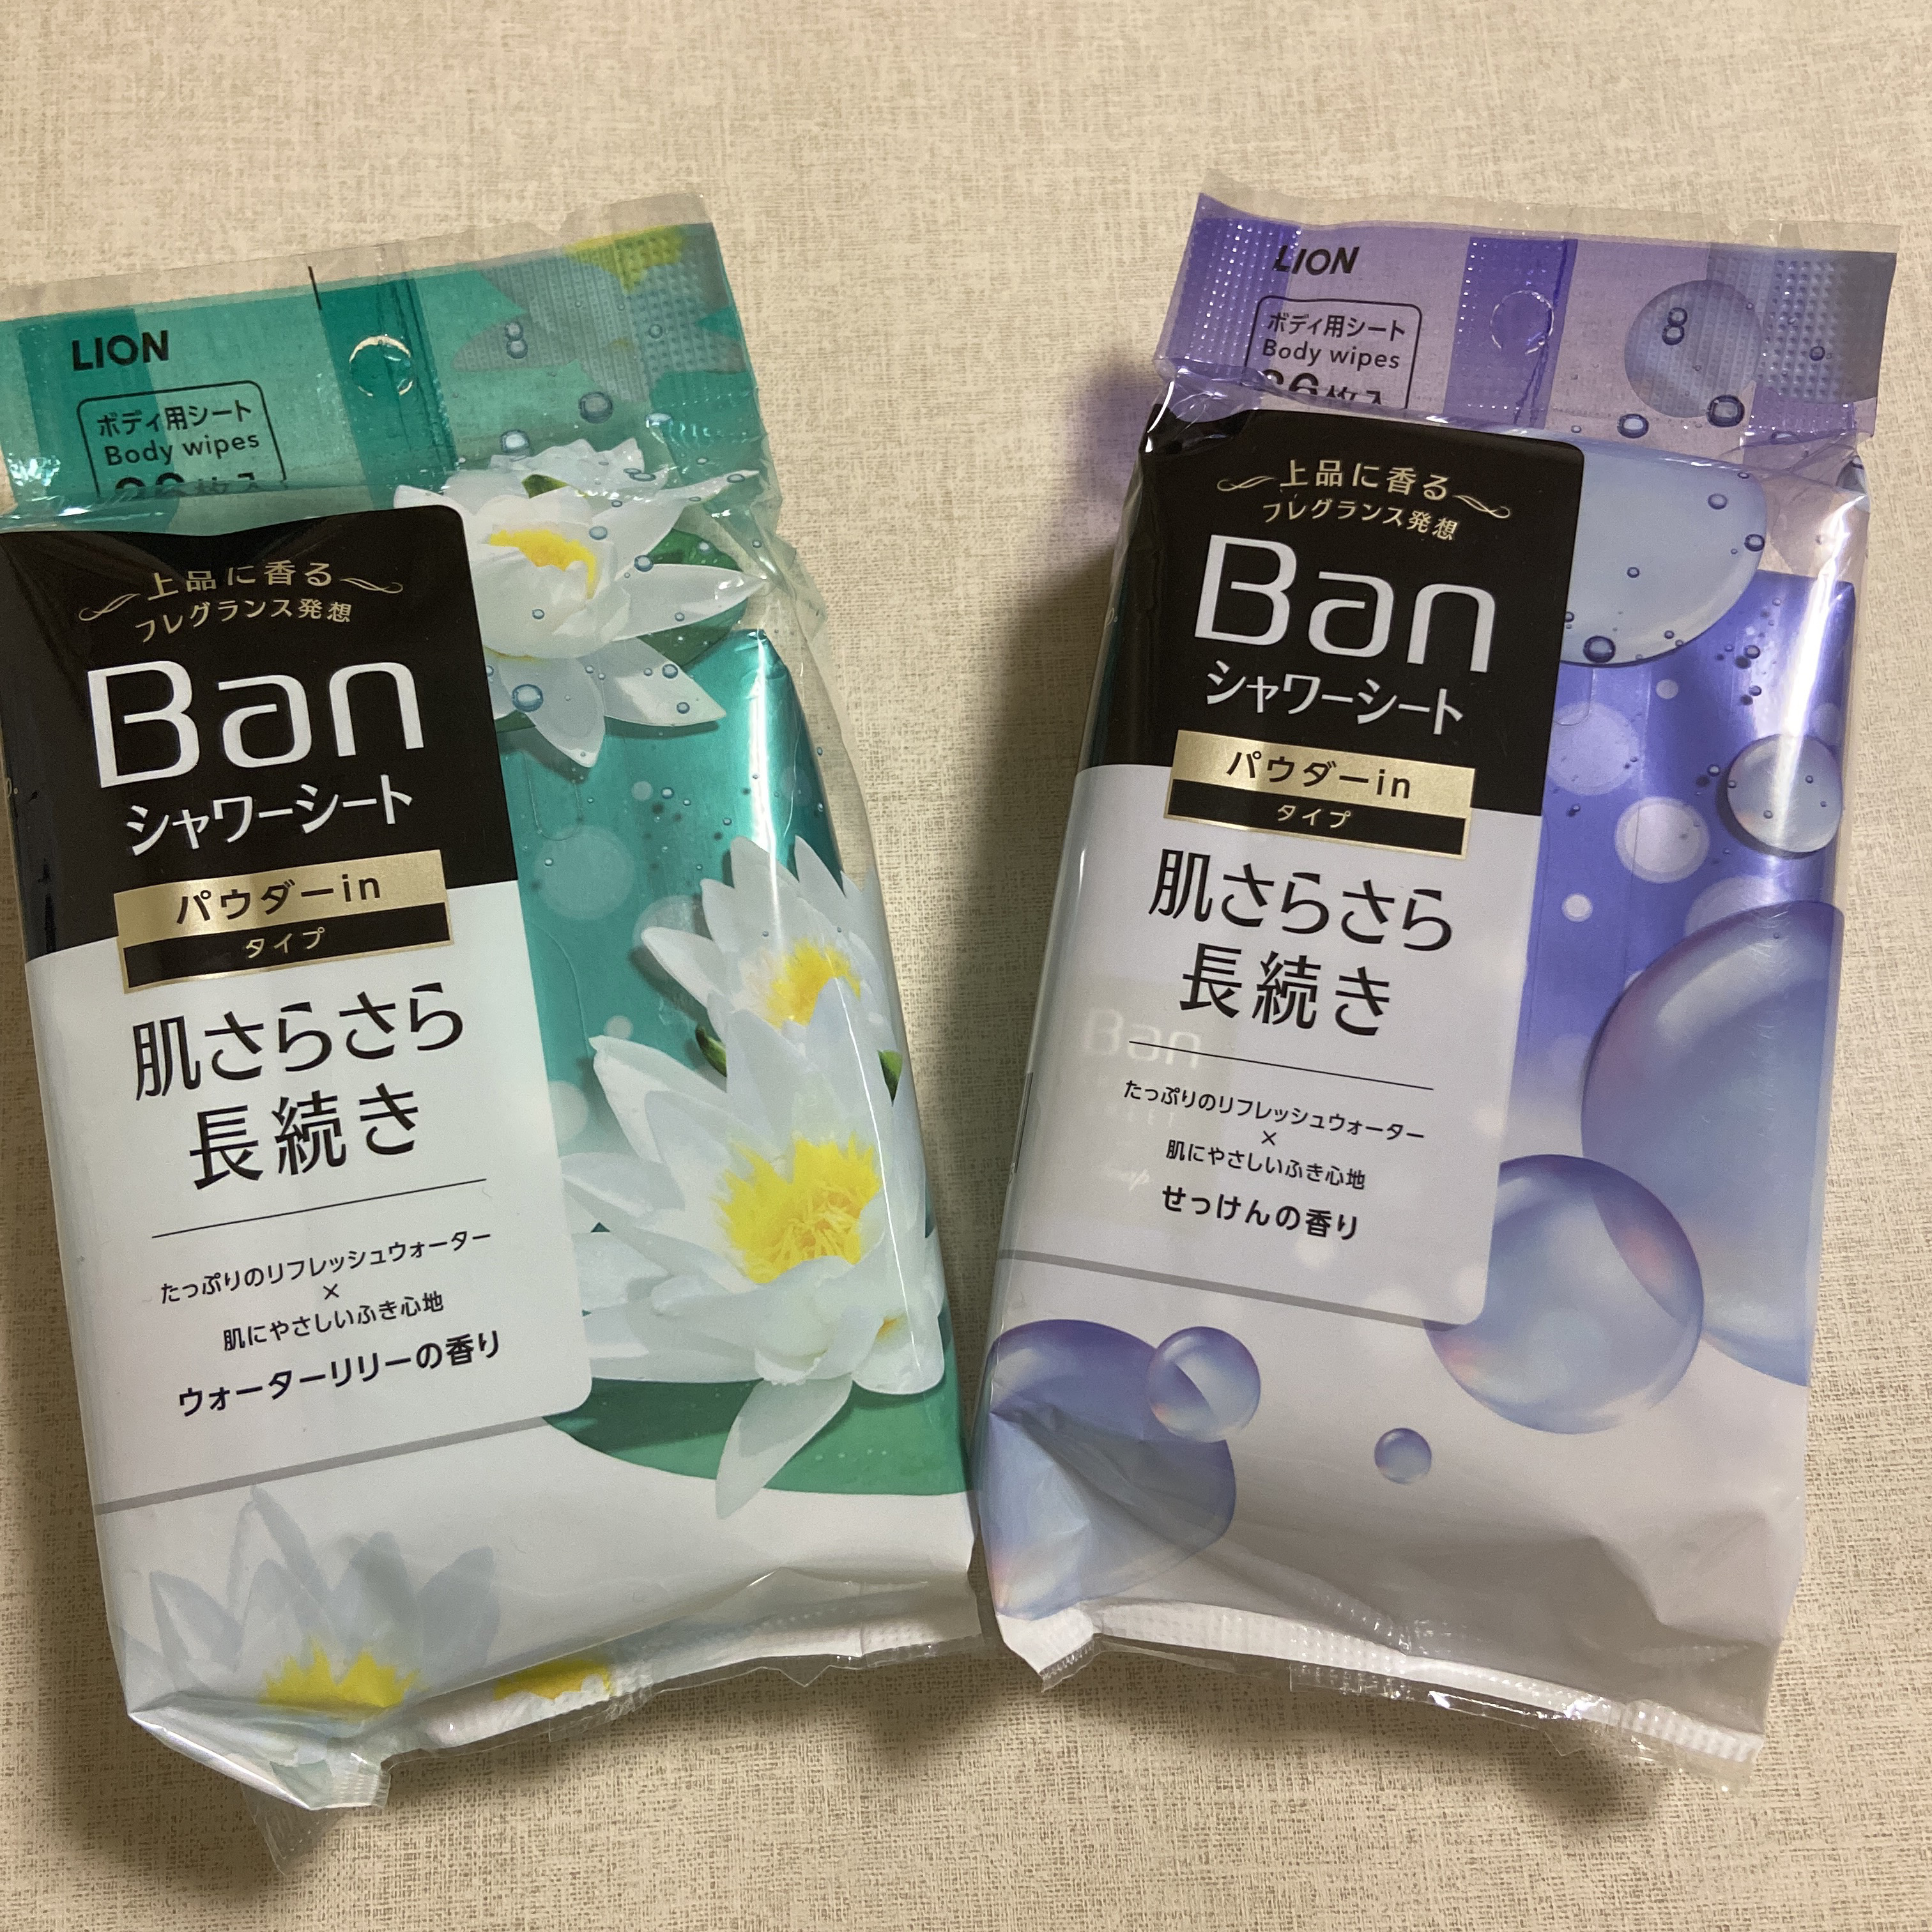 LION
ボディ用シート
Body wipes
上品に香る
フレグランス発想
Ban
シャワーシート
パウダーin
タイプ
肌さらさら
長続き
たっぷりのリフレッシュウォーター
×
肌にやさしいふき心地
ウォーターリリーの香り
LION
ボディ用シート
Body wipes
36枚入
上品に香る
フレグランス発想
Ban
シャワーシート
パウダーin
タイプ
肌さらさら
長続き
Ban
たっぷりのリフレッシュウォーター
×
肌にやさしいふき心地
せっけんの香り